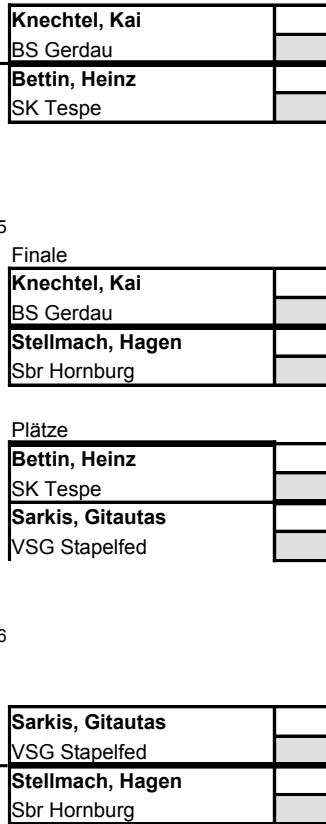 Knechtel, Kai
BS Gerdau
Bettin, Heinz
SK Tespe
5
Finale
Knechtel, Kai
BS Gerdau
Stellmach, Hagen
Sbr Hornburg
Plätze
Bettin, Heinz
SK Tespe
Sarkis, Gitautas
VSG Stapelfed
6
Sarkis, Gitautas
VSG Stapelfed
Stellmach, Hagen
Sbr Hornburg